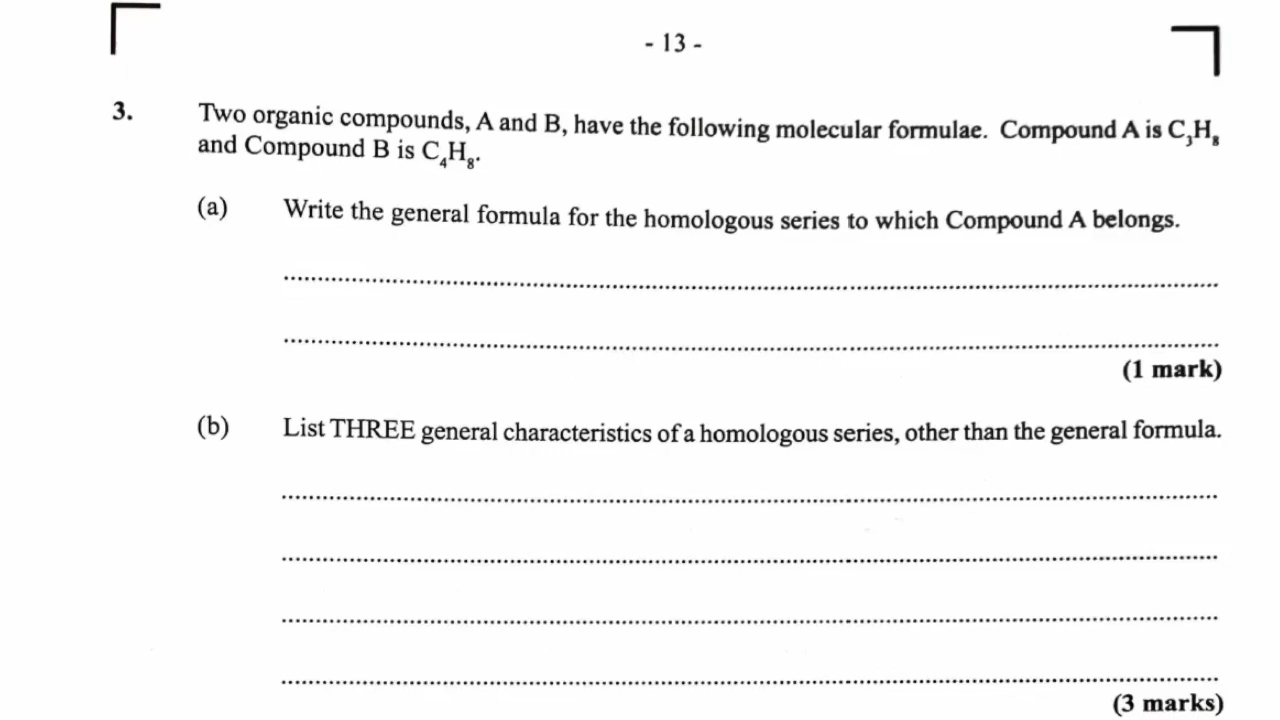 - 13 -
3. Two organic compounds, A and B, have the following molecular formulae. Compound A is C₃H₈
and Compound B is C₄H₈.
(a) Write the general formula for the homologous series to which Compound A belongs.
(1 mark)
(b) List THREE general characteristics of a homologous series, other than the general formula.
(3 marks)